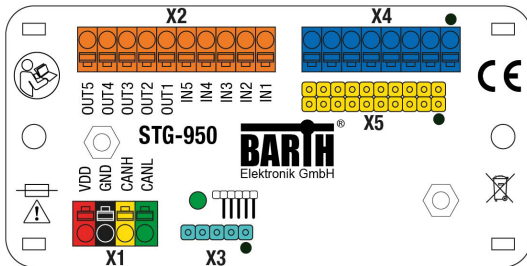 X2
X4
OUT5
OUT4
OUT3
OUT2
OUT1
IN5
IN4
IN3
IN2
IN1
CE
X5
STG-950
BARTH®
Elektronik GmbH
VDD
GND
CANH
CANL
X1
X3